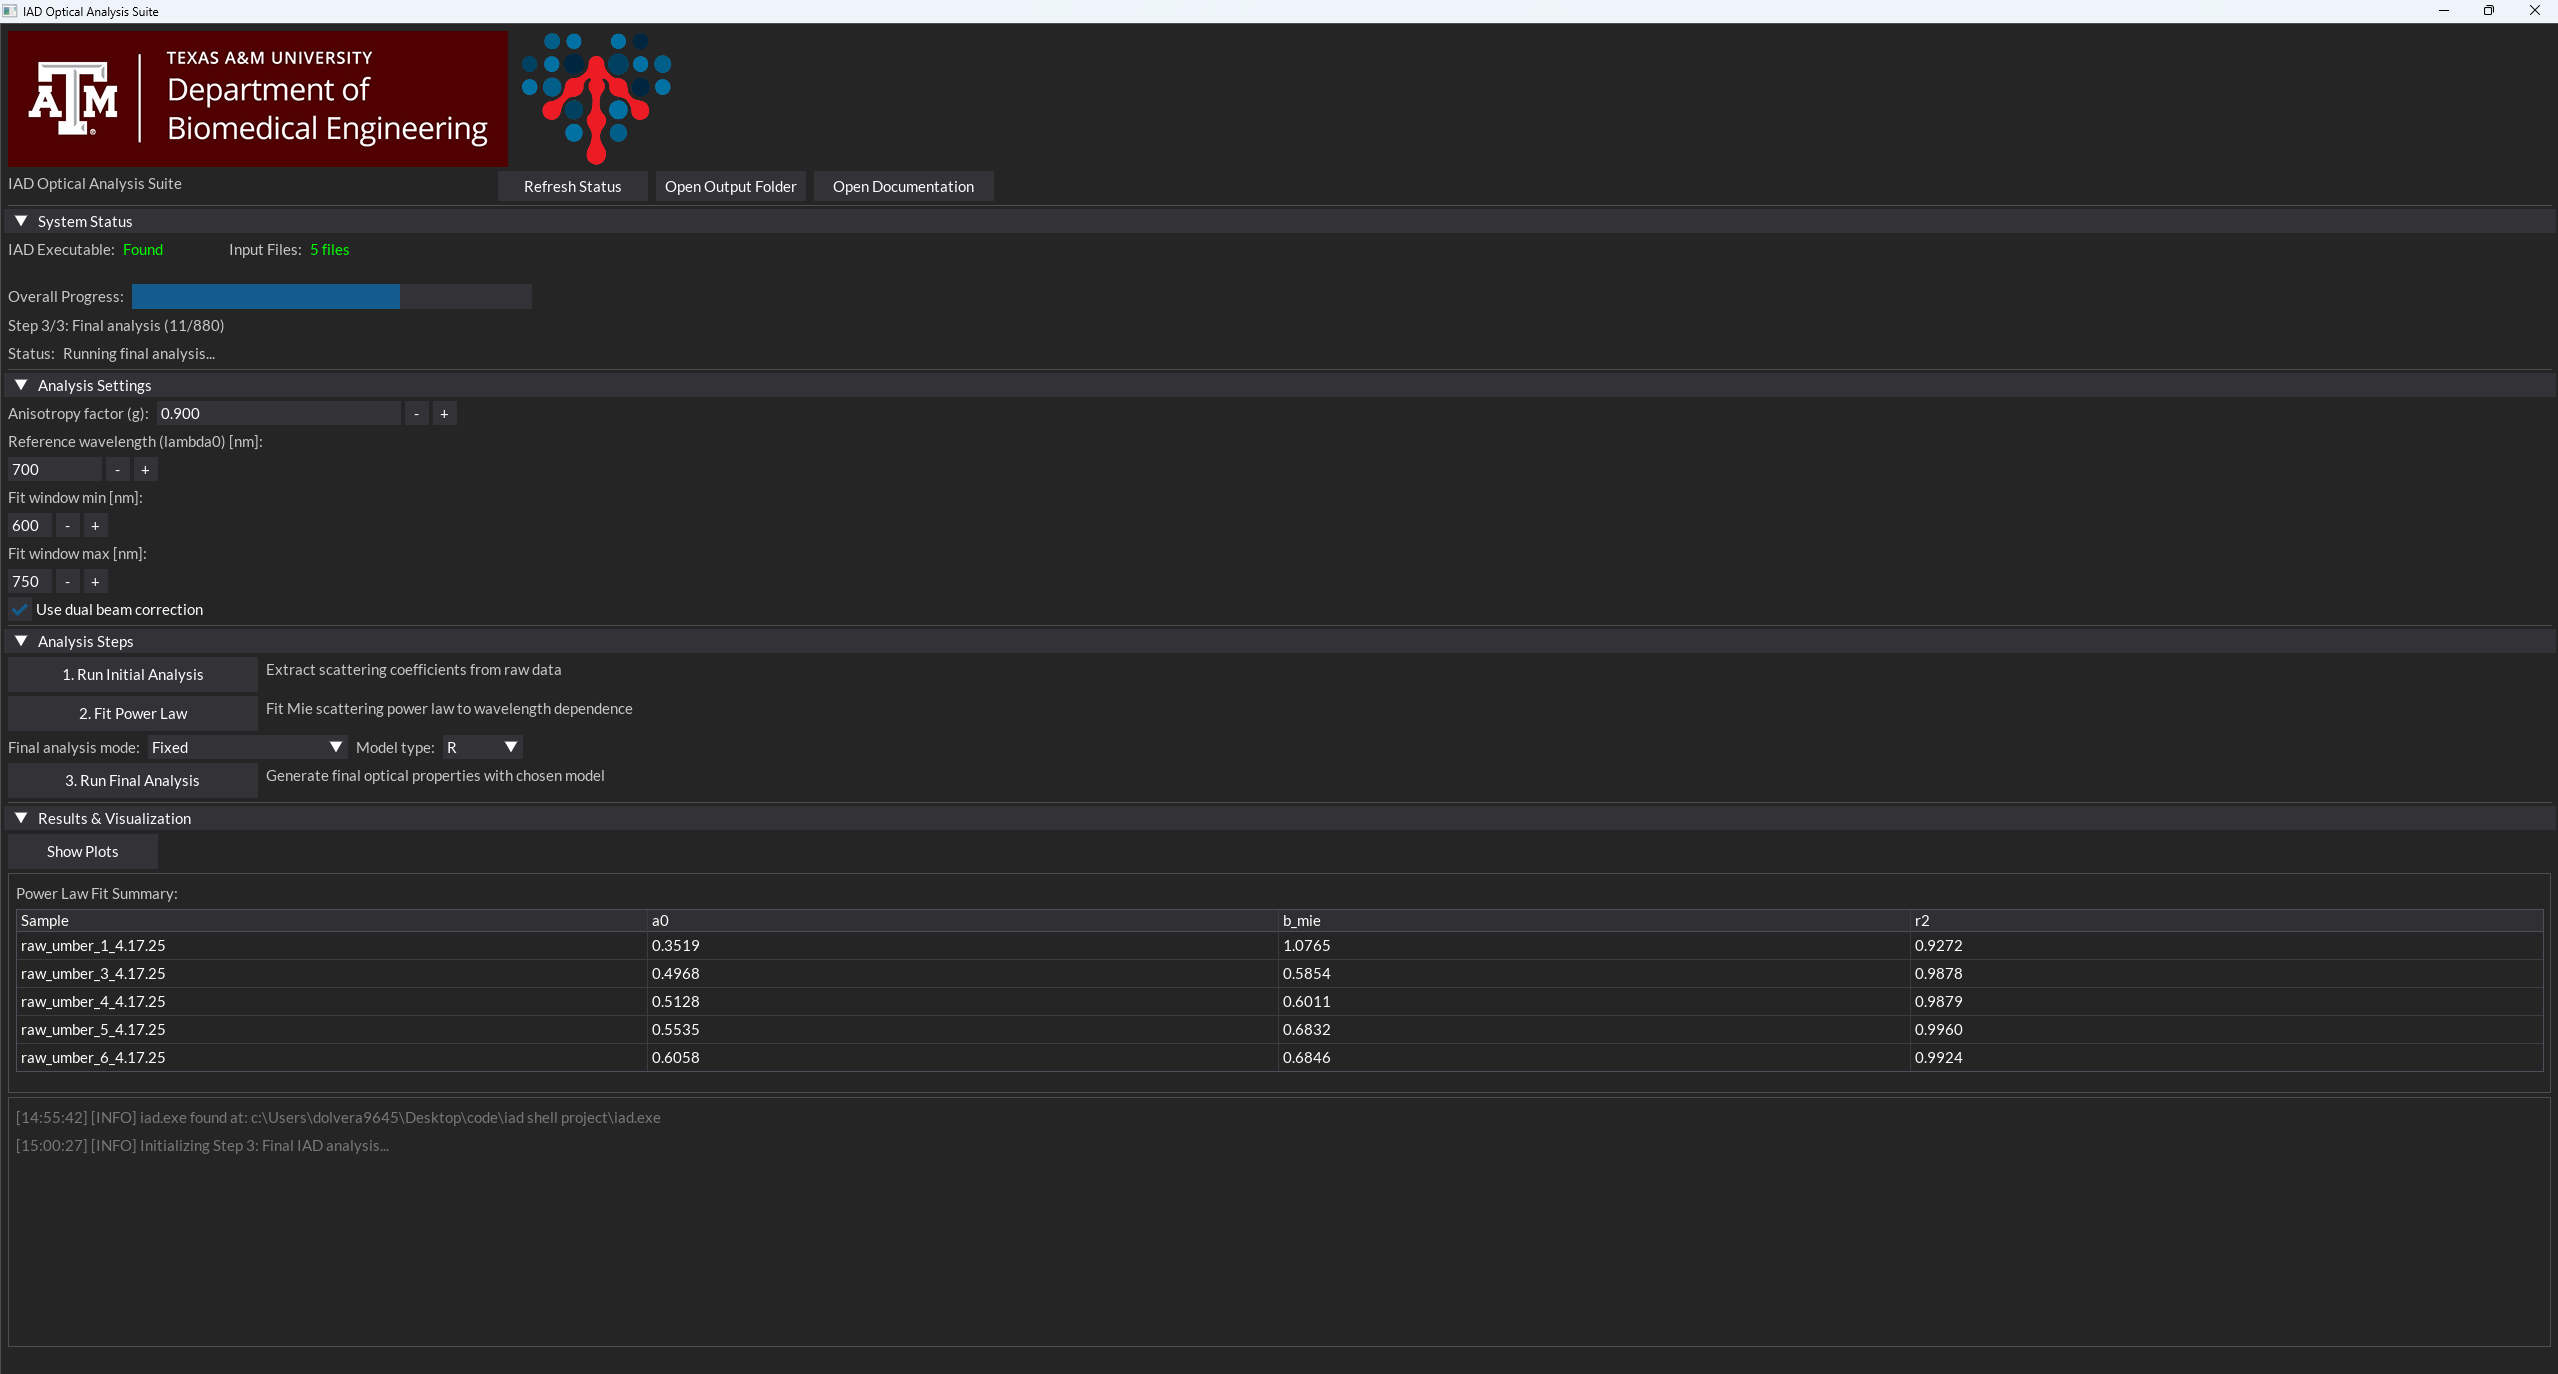 IAD Optical Analysis Suite
TEXAS A&M UNIVERSITY
Department of
Biomedical Engineering
ATM®
IAD Optical Analysis Suite Refresh Status Open Output Folder Open Documentation
System Status
IAD Executable: Found Input Files: 5 files
Overall Progress:
Step 3/3: Final analysis (11/880)
Status: Running final analysis...
Analysis Settings
Anisotropy factor (g): 0.900 - +
Reference wavelength (lambda0) [nm]:
700 - +
Fit window min [nm]:
600 - +
Fit window max [nm]:
750 - +
Use dual beam correction
Analysis Steps
1. Run Initial Analysis Extract scattering coefficients from raw data
2. Fit Power Law Fit Mie scattering power law to wavelength dependence
Final analysis mode: Fixed Model type: R
3. Run Final Analysis Generate final optical properties with chosen model
Results & Visualization
Show Plots
Power Law Fit Summary:
Sample a0 b_mie r2
raw_umber_1_4.17.25 0.3519 1.0765 0.9272
raw_umber_3_4.17.25 0.4968 0.5854 0.9878
raw_umber_4_4.17.25 0.5128 0.6011 0.9879
raw_umber_5_4.17.25 0.5535 0.6832 0.9960
raw_umber_6_4.17.25 0.6058 0.6846 0.9924
[14:55:42] [INFO] iad.exe found at: c:\Users\dolvera9645\Desktop\code\iad shell project\iad.exe
[15:00:27] [INFO] Initializing Step 3: Final IAD analysis...